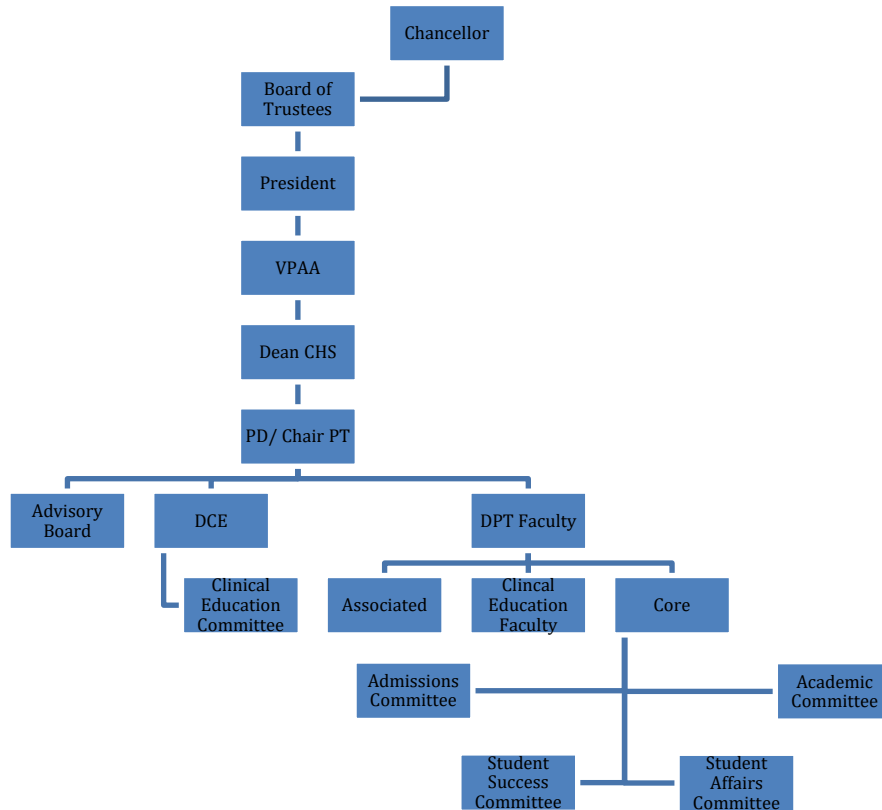 Chancellor
Board of
Trustees
President
VPAA
Dean CHS
PD/ Chair PT
Advisory
Board
DCE
DPT Faculty
Clinical
Education
Committee
Associated
Clincal
Education
Faculty
Core
Admissions
Committee
Academic
Committee
Student
Success
Committee
Student
Affairs
Committee